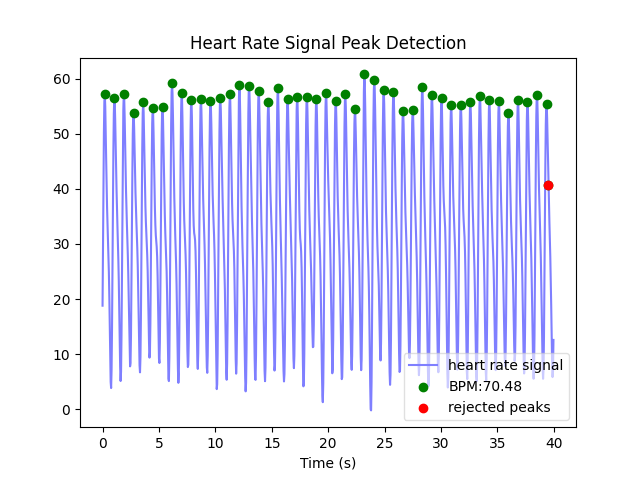 Heart Rate Signal Peak Detection
60
50
40
30
20
10
0
heart rate signal
BPM:70.48
rejected peaks
0 5 10 15 20 25 30 35 40
Time (s)